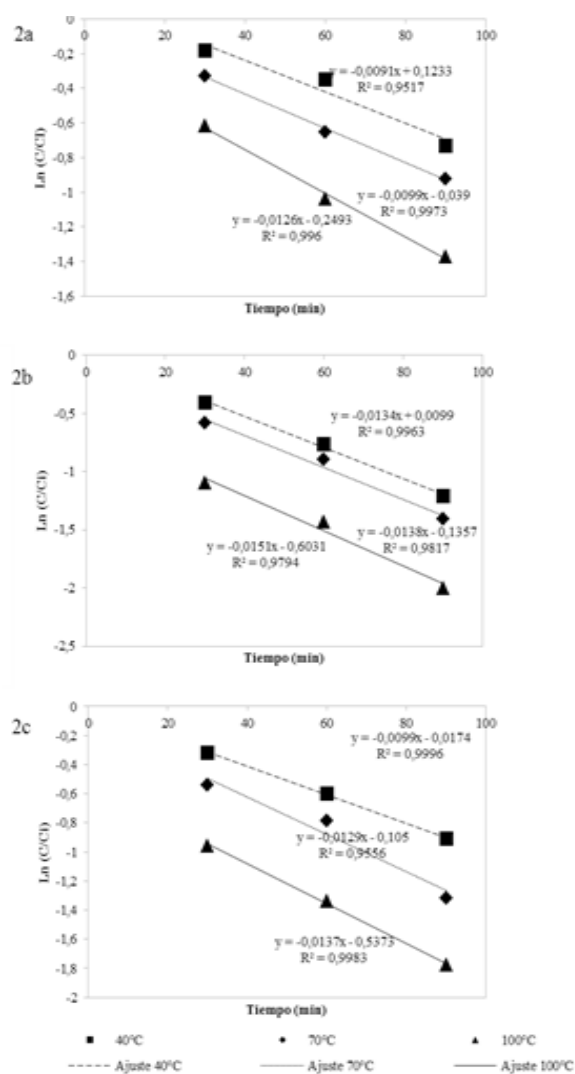 2a
0
0
20
40
60
80
100
-0,2
-0,4
-0,6
-0,8
-1
-1,2
-1,4
-1,6
Ln (C/Ci)
y = -0,0091x + 0,1233
R² = 0,9517
y = -0,0099x - 0,039
R² = 0,9973
y = -0,0126x - 0,2493
R² = 0,996
Tiempo (min)
2b
0
0
20
40
60
80
100
-0,5
-1
-1,5
-2
-2,5
Ln (C/Ci)
y = -0,0134x + 0,0099
R² = 0,9963
y = -0,0138x - 0,1357
R² = 0,9817
y = -0,0151x - 0,6031
R² = 0,9794
Tiempo (min)
2c
0
0
20
40
60
80
100
-0,2
-0,4
-0,6
-0,8
-1
-1,2
-1,4
-1,6
-1,8
-2
Ln (C/Ci)
y = -0,0099x - 0,0174
R² = 0,9996
y = -0,0129x - 0,105
R² = 0,9556
y = -0,0137x - 0,5373
R² = 0,9983
Tiempo (min)
40°C
70°C
100°C
Ajuste 40°C
Ajuste 70°C
Ajuste 100°C